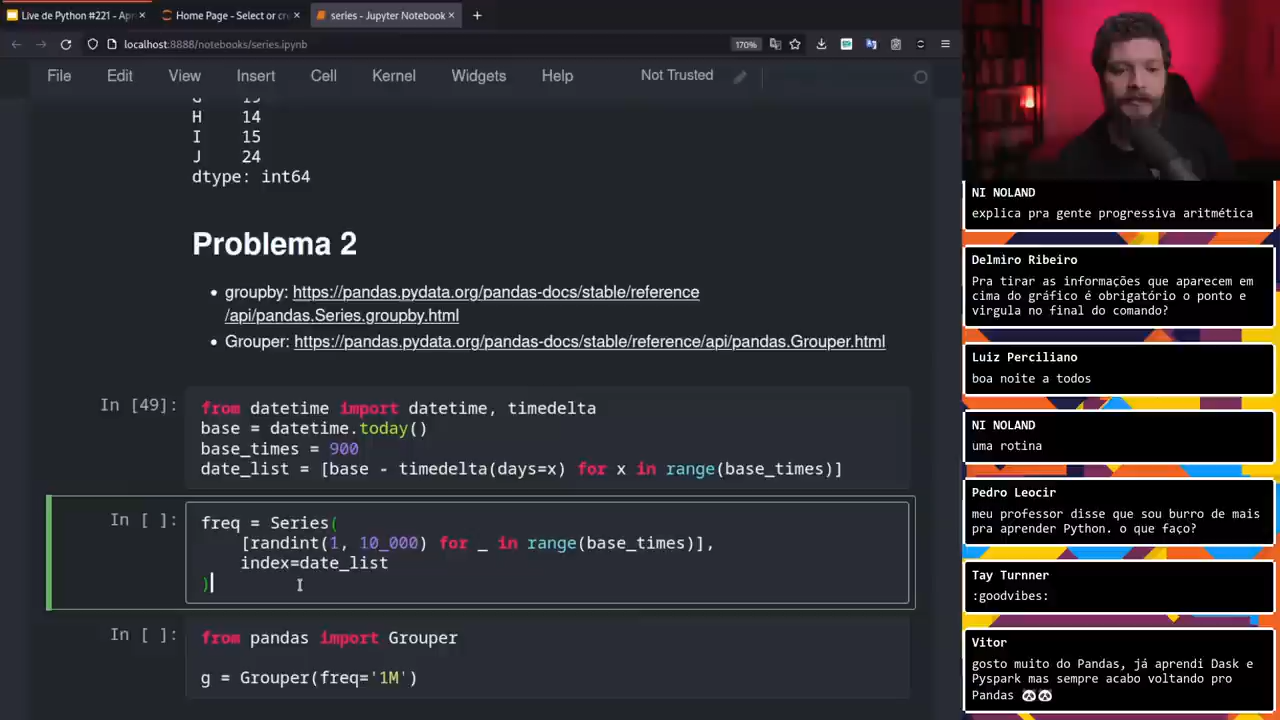 Live de Python #221 - Apr
Home Page - Select or cre
series - Jupyter Notebook
localhost:8888/notebooks/series.ipynb
170%
File Edit View Insert Cell Kernel Widgets Help Not Trusted
H 14
I 15
J 24
dtype: int64
Problema 2
• groupby: https://pandas.pydata.org/pandas-docs/stable/reference
/api/pandas.Series.groupby.html
• Grouper: https://pandas.pydata.org/pandas-docs/stable/reference/api/pandas.Grouper.html
In [49]:
from datetime import datetime, timedelta
base = datetime.today()
base_times = 900
date_list = [base - timedelta(days=x) for x in range(base_times)]
In [ ]:
freq = Series(
[randint(1, 10_000) for _ in range(base_times)],
index=date_list
)
In [ ]:
from pandas import Grouper
g = Grouper(freq='1M')
NI NOLAND
explica pra gente progressiva aritmética
Delmiro Ribeiro
Pra tirar as informações que aparecem em
cima do gráfico é obrigatório o ponto e
virgula no final do comando?
Luiz Perciliano
boa noite a todos
NI NOLAND
uma rotina
Pedro Leocir
meu professor disse que sou burro de mais
pra aprender Python. o que faço?
Tay Turnner
:goodvibes:
Vitor
gosto muito do Pandas, já aprendi Dask e
Pyspark mas sempre acabo voltando pro
Pandas 🐼🐼